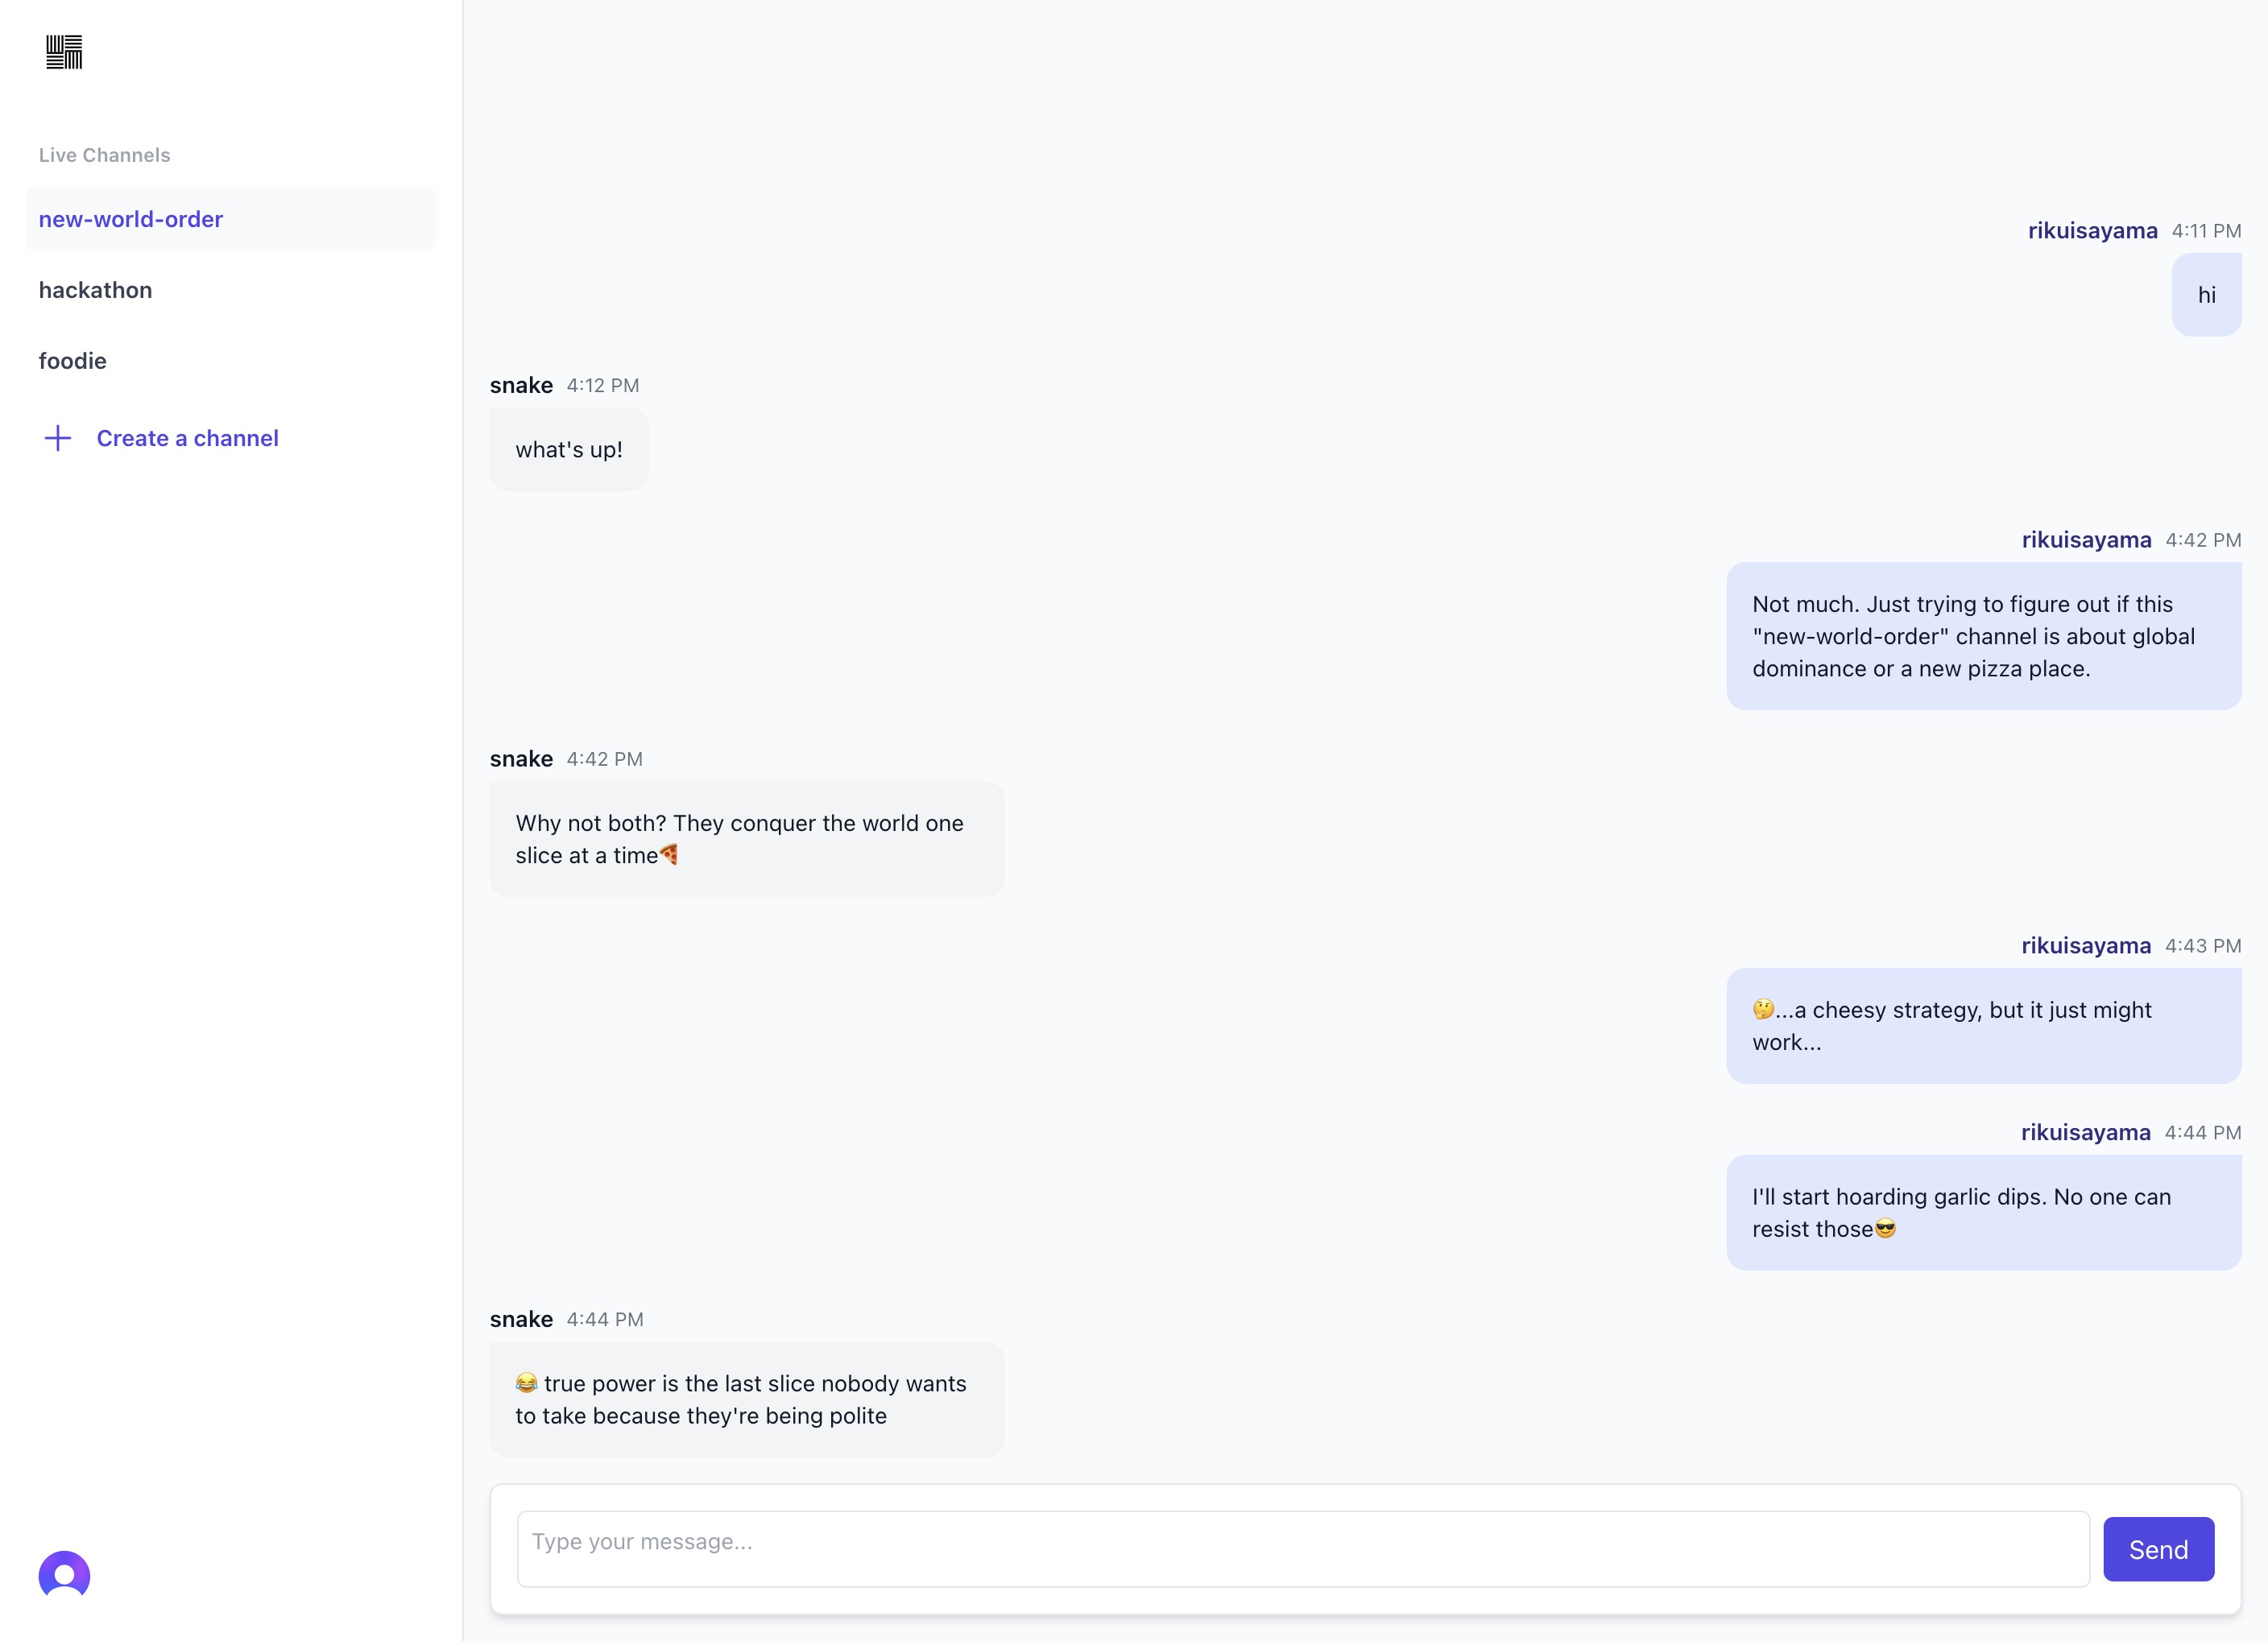 Live Channels
new-world-order
hackathon
foodie
Create a channel
rikuisayama 4:11 PM
hi
snake 4:12 PM
what's up!
rikuisayama 4:42 PM
Not much. Just trying to figure out if this
"new-world-order" channel is about global
dominance or a new pizza place.
snake 4:42 PM
Why not both? They conquer the world one
slice at a time🍕
rikuisayama 4:43 PM
🤔...a cheesy strategy, but it just might
work...
rikuisayama 4:44 PM
I'll start hoarding garlic dips. No one can
resist those😎
snake 4:44 PM
😂 true power is the last slice nobody wants
to take because they're being polite
Type your message...
Send